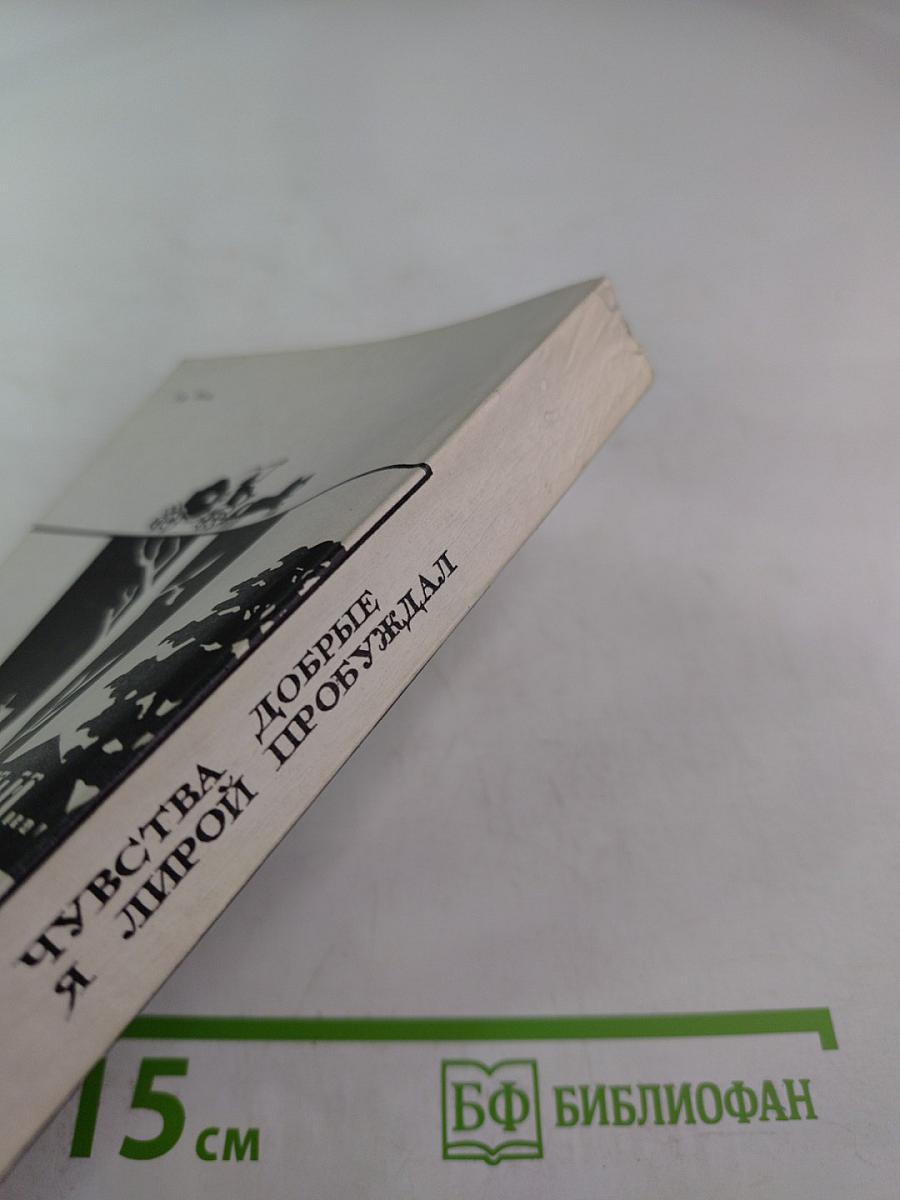 ЧУВСТВА ДОБРЫЕ
Я ЛИРОЙ ПРОБУЖДАЛ
15 см
БФ БИБЛИОФАН